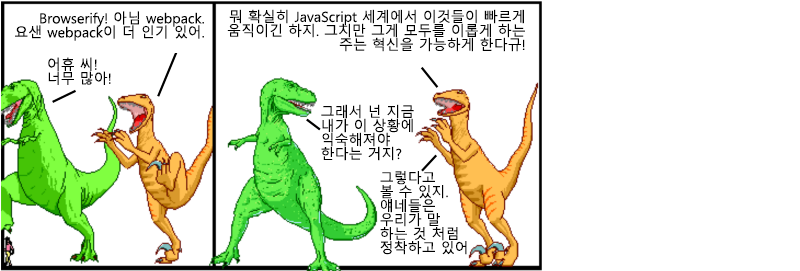 Browserify! 아님 webpack.
요샌 webpack이 더 인기 있어.
어휴 씨!
너무 많아!
뭐 확실히 JavaScript 세계에서 이것들이 빠르게
움직이긴 하지. 그치만 그게 모두를 이롭게 하는
주는 혁신을 가능하게 한다규!
그래서 넌 지금
내가 이 상황에
익숙해져야
한다는 거지?
그렇다고
볼 수 있지.
얘네들은
우리가 말
하는 것 처럼
정착하고 있어